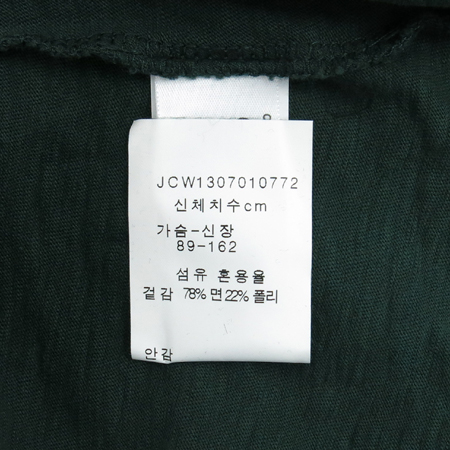 JCW1307010772
신체치수cm
가슴-신장
89-162
섬유 혼용율
겉감 78%면22%폴리
안감